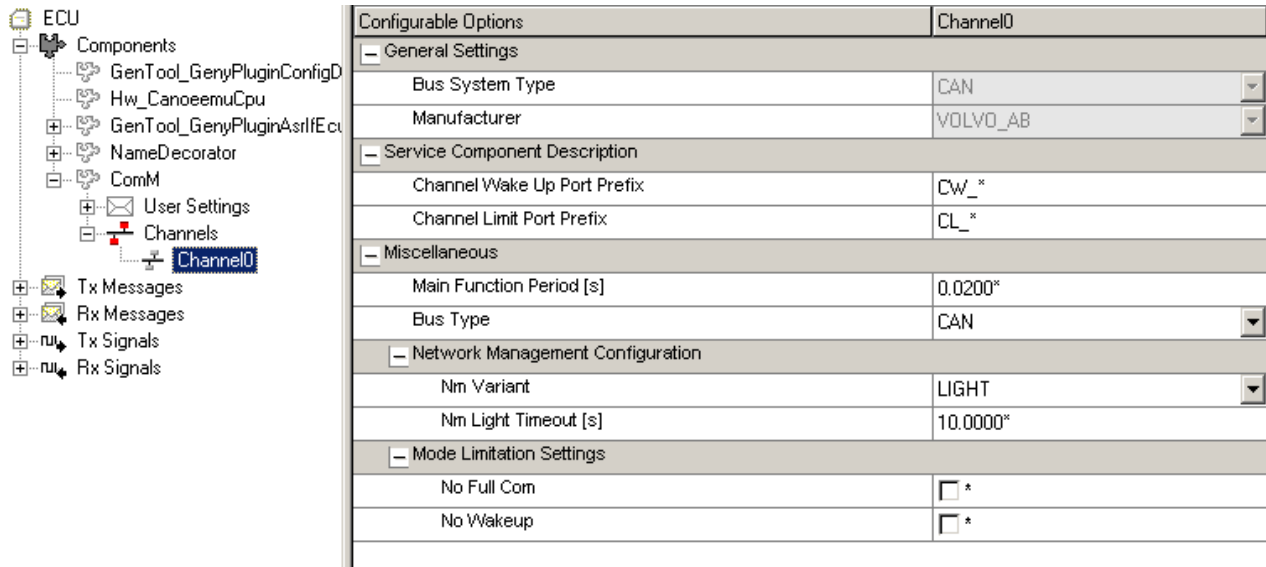 ECU
Components
GenTool_GenyPluginConfigD
Hw_CanoeemuCpu
GenTool_GenyPluginAsrIfEcu
NameDecorator
ComM
User Settings
Channels
Channel0
Tx Messages
Rx Messages
Tx Signals
Rx Signals
Configurable Options Channel0
General Settings
Bus System Type CAN
Manufacturer VOLVO_AB
Service Component Description
Channel Wake Up Port Prefix CW_*
Channel Limit Port Prefix CL_*
Miscellaneous
Main Function Period [s] 0.0200*
Bus Type CAN
Network Management Configuration
Nm Variant LIGHT
Nm Light Timeout [s] 10.0000*
Mode Limitation Settings
No Full Com *
No Wakeup *